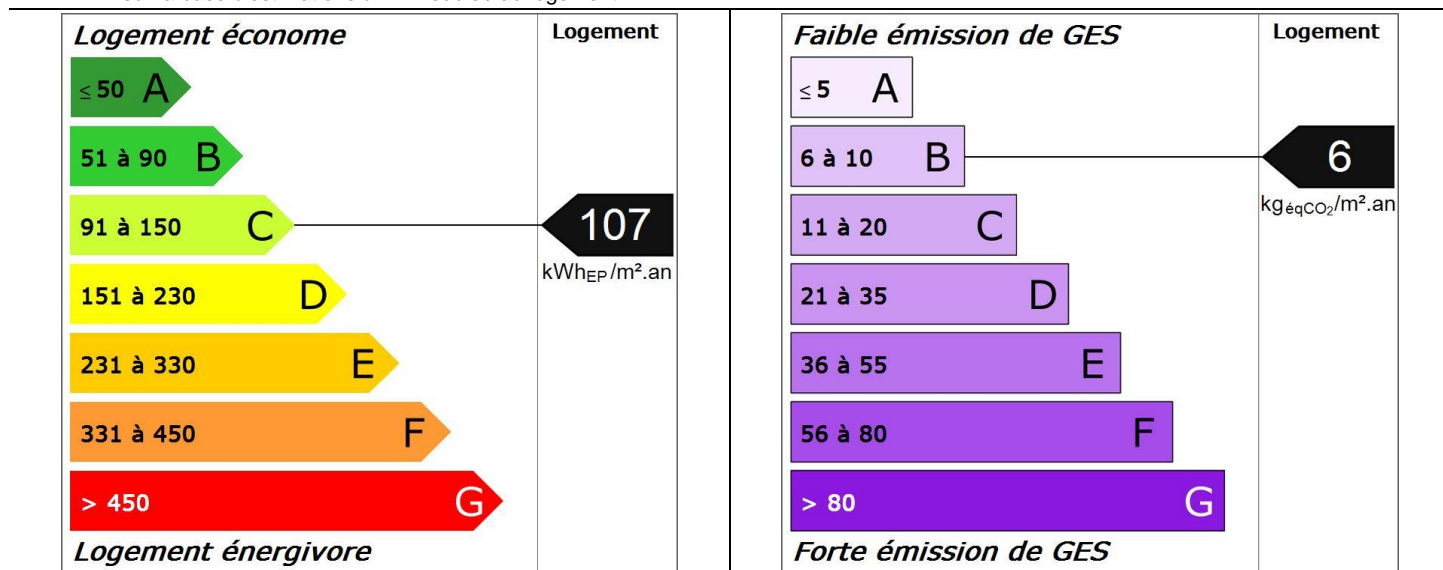 Logement économe
Logement
≤ 50 A
51 à 90 B
91 à 150 C
107
kWhEP/m².an
151 à 230 D
231 à 330 E
331 à 450 F
> 450 G
Logement énergivore
Faible émission de GES
Logement
≤ 5 A
6 à 10 B
6
kgéqCO₂/m².an
11 à 20 C
21 à 35 D
36 à 55 E
56 à 80 F
> 80 G
Forte émission de GES